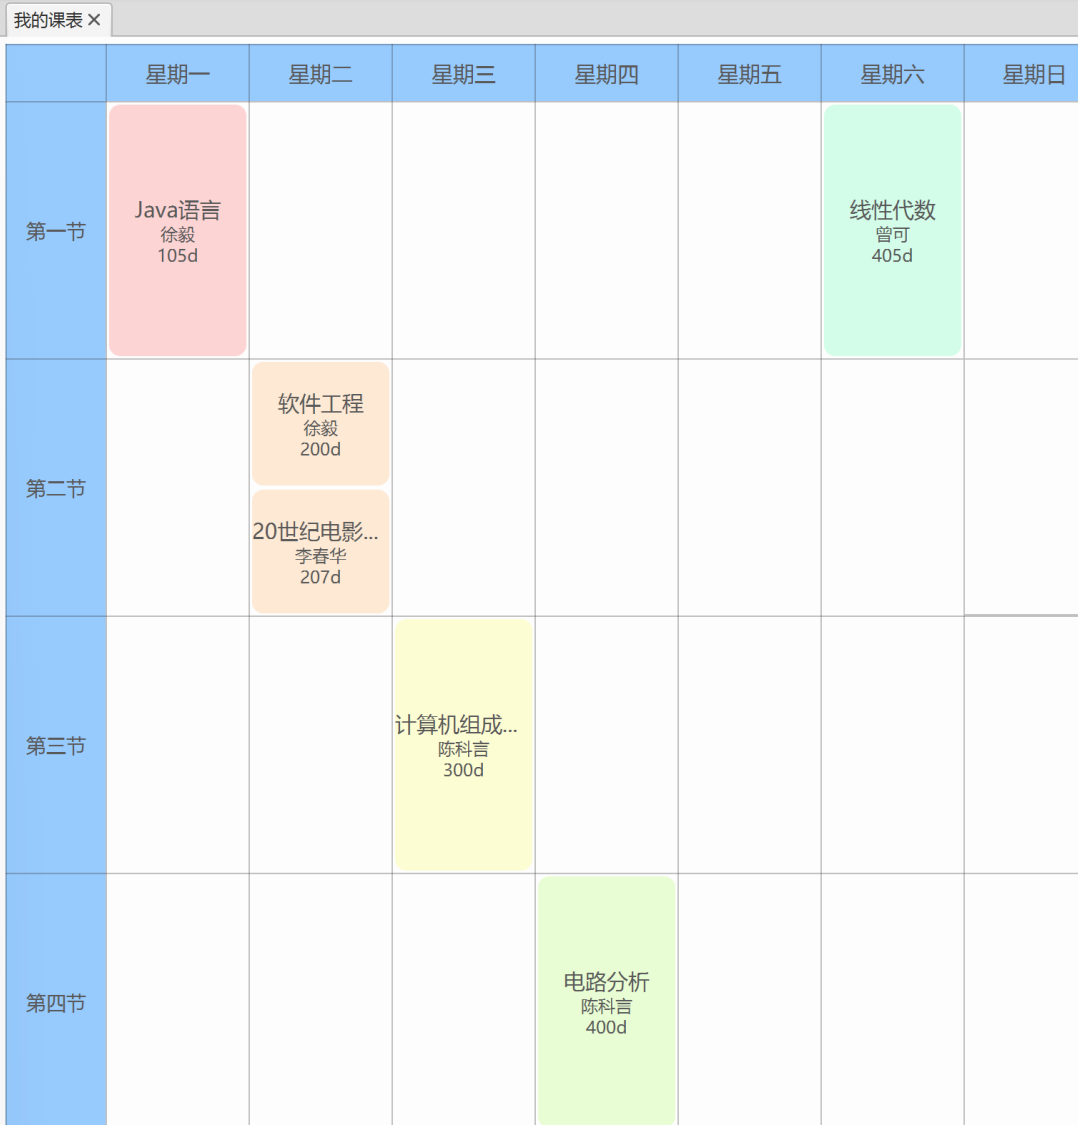 我的课表
星期一 星期二 星期三 星期四 星期五 星期六 星期日
第一节
Java语言
徐毅
105d
线性代数
曾可
405d
第二节
软件工程
徐毅
200d
20世纪电影...
李春华
207d
第三节
计算机组成...
陈科言
300d
第四节
电路分析
陈科言
400d